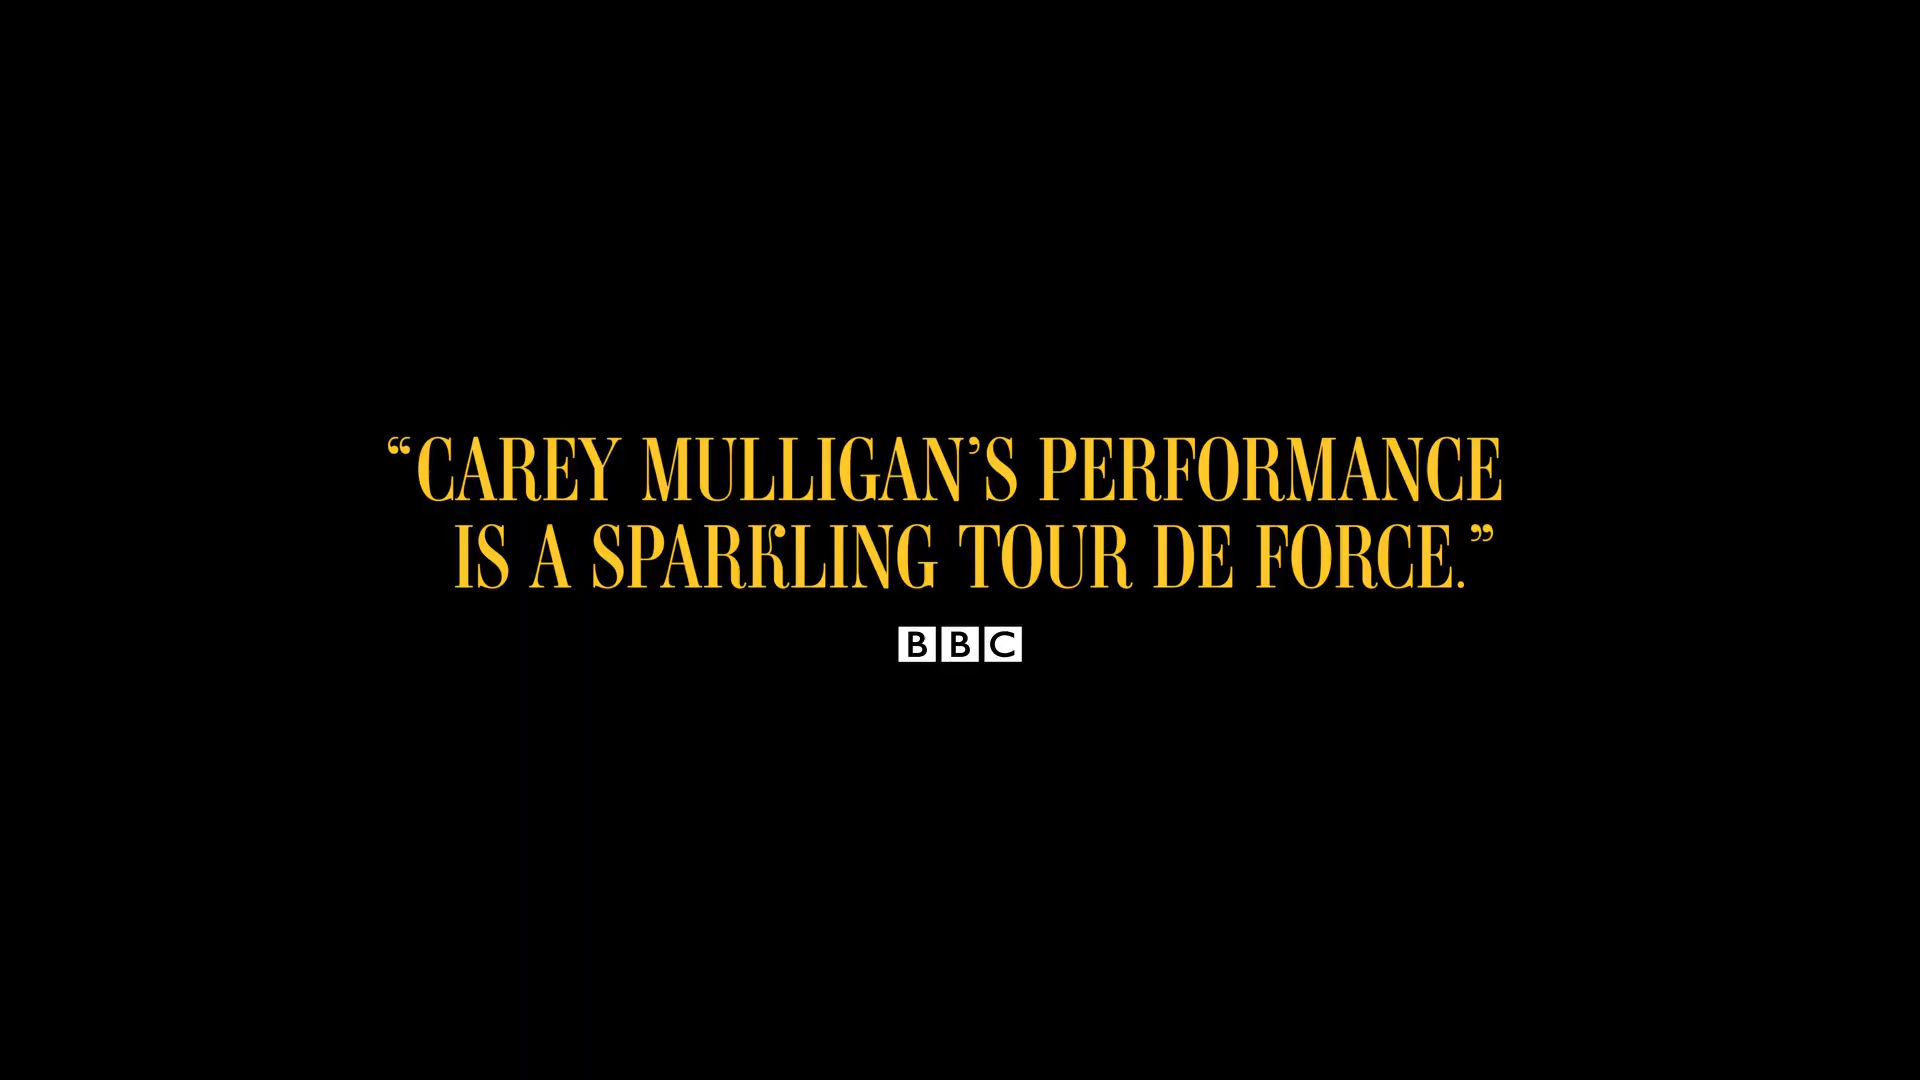 “CAREY MULLIGAN’S PERFORMANCE
IS A SPARKLING TOUR DE FORCE.”
BBC